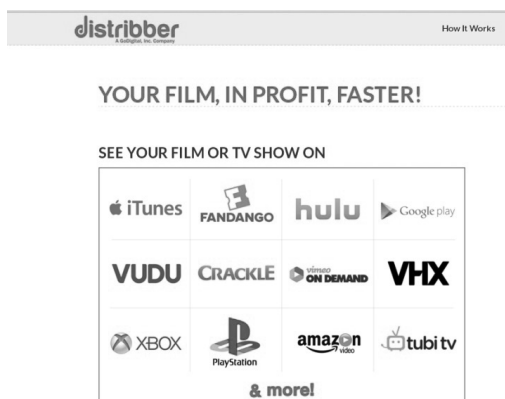 distribber
A GoDigital, Inc. Company
How It Works
YOUR FILM, IN PROFIT, FASTER!
SEE YOUR FILM OR TV SHOW ON
iTunes
FANDANGO
hulu
Google play
VUDU
CRACKLE
vimeo
ON DEMAND
VHX
XBOX
PlayStation
amazon
video
tubi tv
& more!